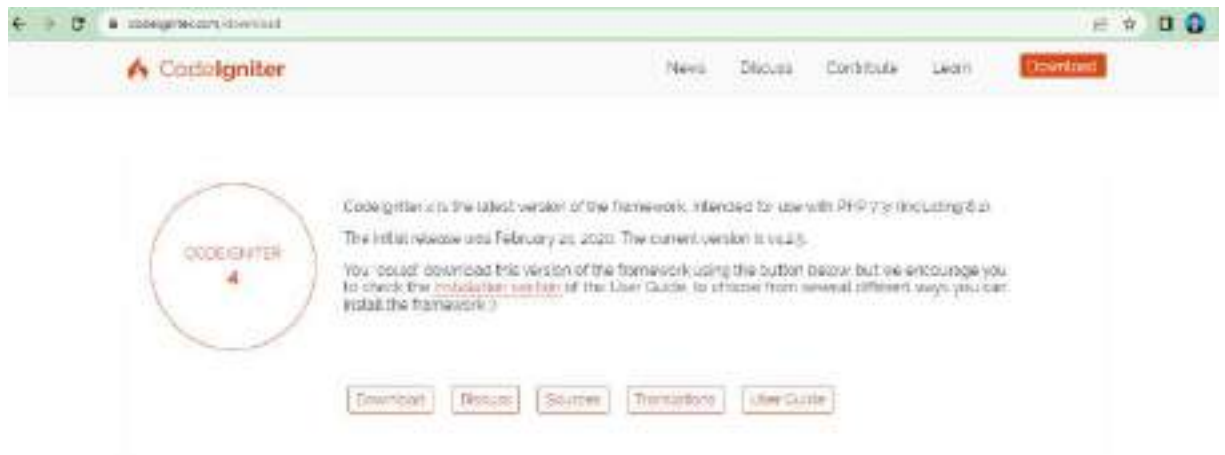 codeigniter.com/download
CodeIgniter
News Discuss Contribute Learn Download
CODEIGNITER
4
CodeIgniter 4 is the latest version of the framework, intended for use with PHP 7.3+ (including 8.1).
The initial release was February 24, 2020. The current version is v4.2.5.
You *could* download this version of the framework using the button below, but we encourage you
to check the Installation section of the User Guide, to choose from several different ways you can
install the framework :)
Download Discuss Sources Translations User Guide